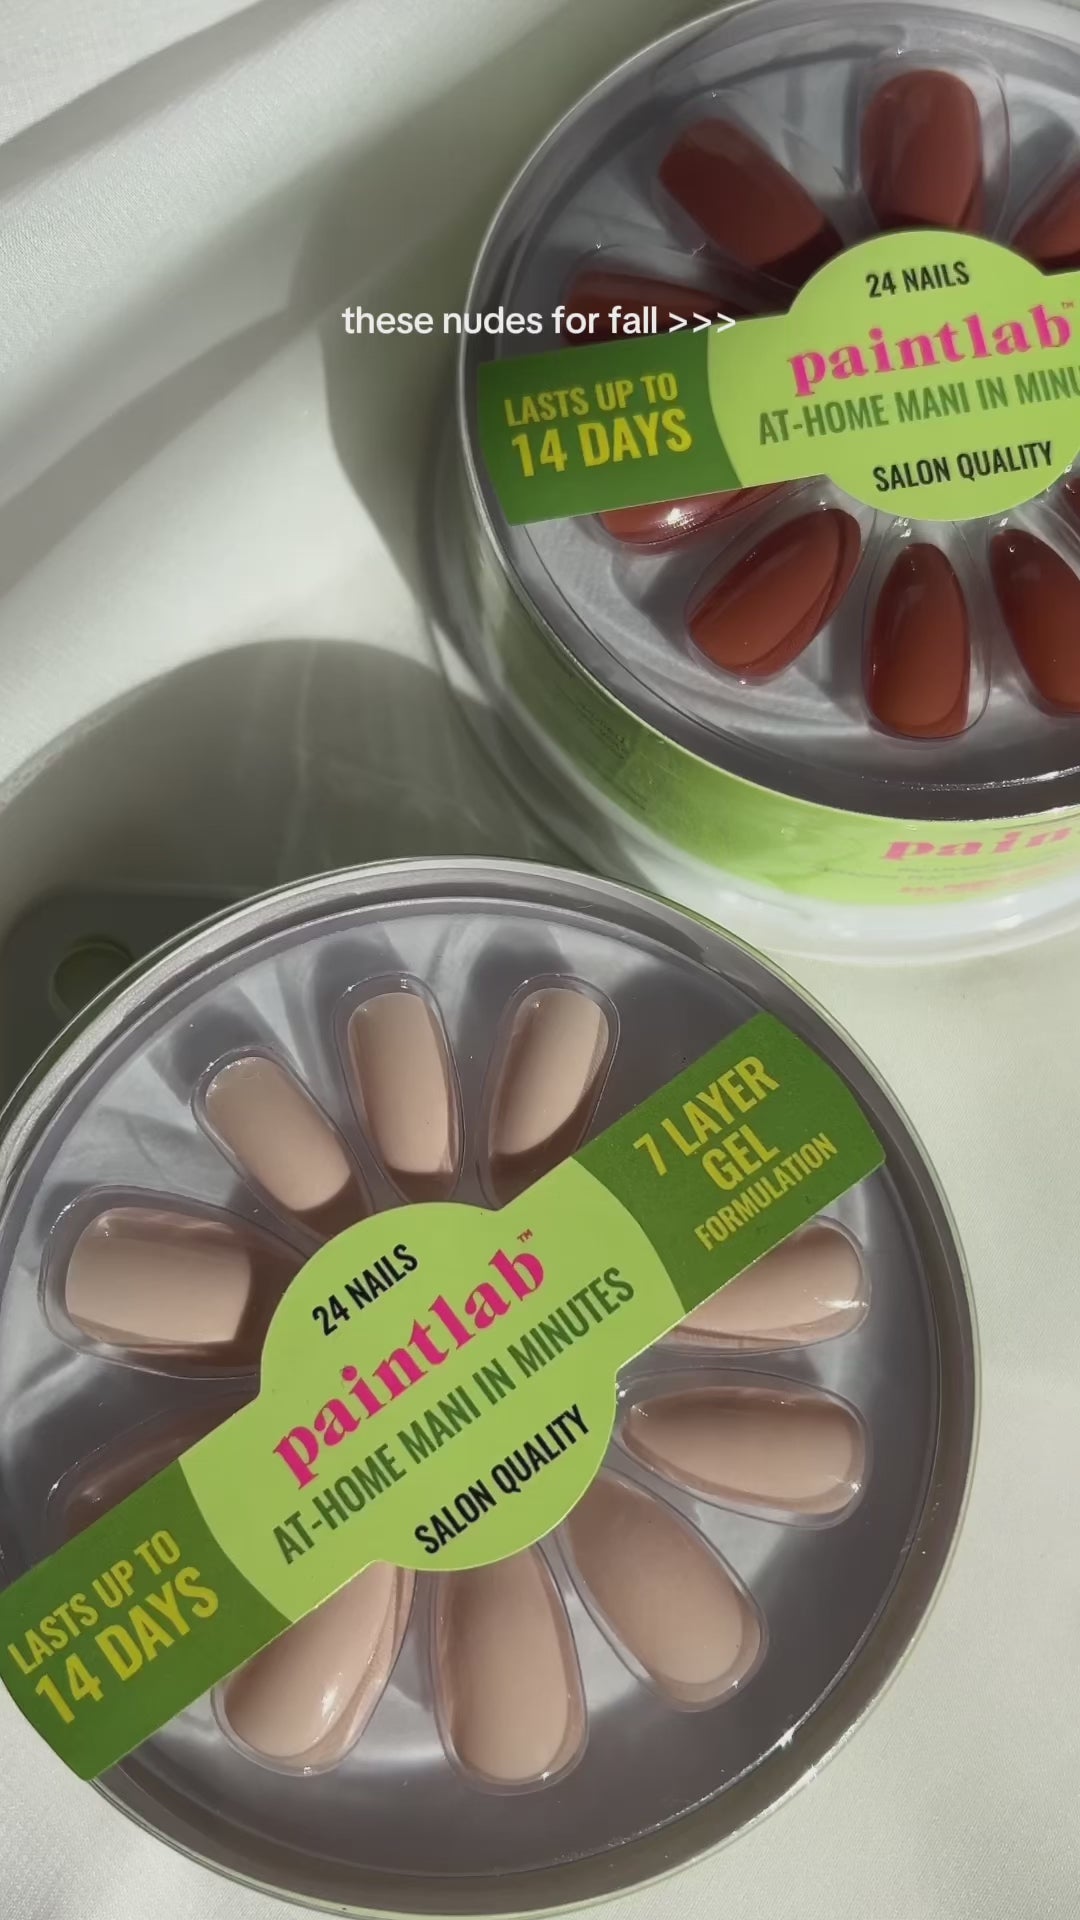 these nudes for fall >>>
24 NAILS
paintlab™
AT-HOME MANI IN
SALON QUALITY
LASTS UP TO
14 DAYS
7 LAYER
GEL
FORMULATION
24 NAILS
paintlab™
AT-HOME MANI IN MINUTES
SALON QUALITY
LASTS UP TO
14 DAYS